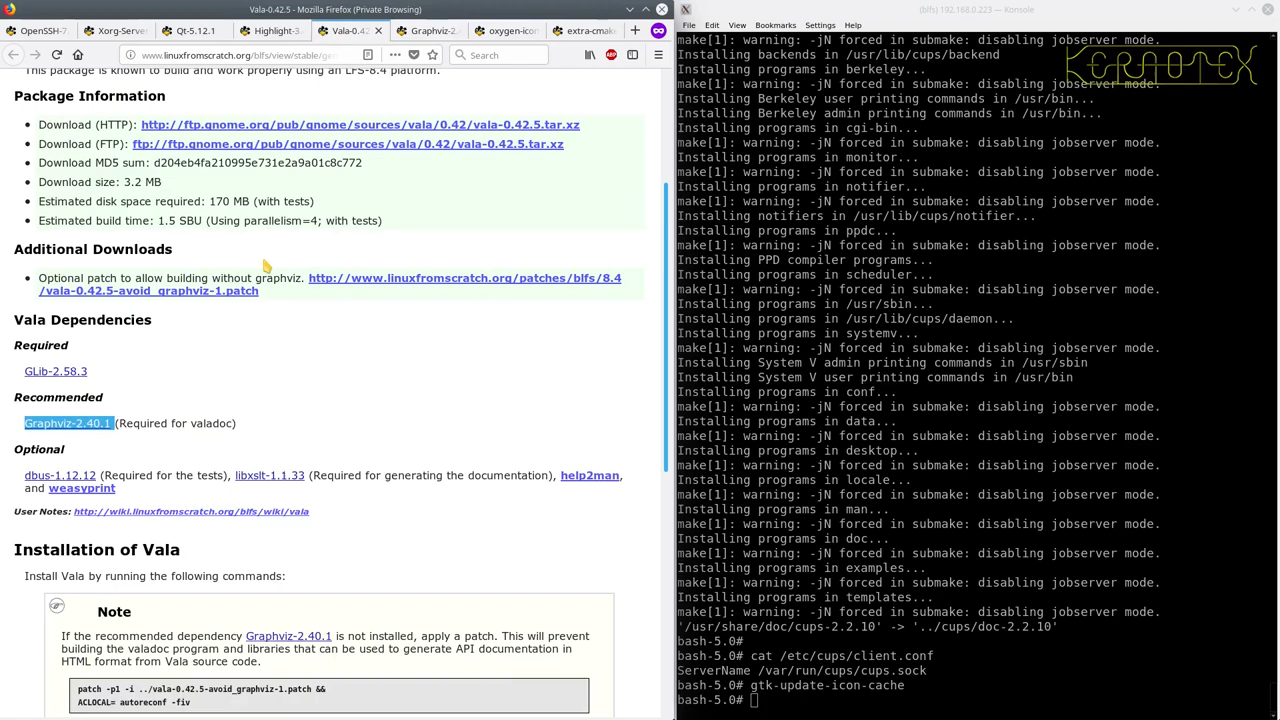 Vala-0.42.5 - Mozilla Firefox (Private Browsing)
OpenSSH-7.
Xorg-Server
Qt-5.12.1
Highlight-3.
Vala-0.42
Graphviz-2.
oxygen-icon
extra-cmake
www.linuxfromscratch.org/blfs/view/stable/ge
Search
This package is known to build and work properly using an LFS-8.4 platform.
Package Information
Download (HTTP): http://ftp.gnome.org/pub/gnome/sources/vala/0.42/vala-0.42.5.tar.xz
Download (FTP): ftp://ftp.gnome.org/pub/gnome/sources/vala/0.42/vala-0.42.5.tar.xz
Download MD5 sum: d204eb4fa210995e731e2a9a01c8c772
Download size: 3.2 MB
Estimated disk space required: 170 MB (with tests)
Estimated build time: 1.5 SBU (Using parallelism=4; with tests)
Additional Downloads
Optional patch to allow building without graphviz. http://www.linuxfromscratch.org/patches/blfs/8.4
/vala-0.42.5-avoid_graphviz-1.patch
Vala Dependencies
Required
GLib-2.58.3
Recommended
Graphviz-2.40.1 (Required for valadoc)
Optional
dbus-1.12.12 (Required for the tests), libxslt-1.1.33 (Required for generating the documentation), help2man,
and weasyprint
User Notes: http://wiki.linuxfromscratch.org/blfs/wiki/vala
Installation of Vala
Install Vala by running the following commands:
Note
If the recommended dependency Graphviz-2.40.1 is not installed, apply a patch. This will prevent
building the valadoc program and libraries that can be used to generate API documentation in
HTML format from Vala source code.
patch -p1 -i ../vala-0.42.5-avoid_graphviz-1.patch &&
ACLOCAL= autoreconf -fiv
(blfs) 192.168.0.223 — Konsole
File Edit View Bookmarks Settings Help
make[1]: warning: -jN forced in submake: disabling jobserver mode.
Installing backends in /usr/lib/cups/backend
Installing programs in berkeley...
make[1]: warning: -jN forced in submake: disabling jobserver mode.
Installing Berkeley user printing commands in /usr/bin...
Installing Berkeley admin printing commands in /usr/bin...
Installing programs in cgi-bin...
make[1]: warning: -jN forced in submake: disabling jobserver mode.
Installing programs in monitor...
make[1]: warning: -jN forced in submake: disabling jobserver mode.
Installing programs in notifier...
make[1]: warning: -jN forced in submake: disabling jobserver mode.
Installing notifiers in /usr/lib/cups/notifier...
Installing programs in ppdc...
make[1]: warning: -jN forced in submake: disabling jobserver mode.
Installing PPD compiler programs...
Installing programs in scheduler...
make[1]: warning: -jN forced in submake: disabling jobserver mode.
Installing programs in /usr/sbin...
Installing programs in /usr/lib/cups/daemon...
Installing programs in systemv...
make[1]: warning: -jN forced in submake: disabling jobserver mode.
Installing System V admin printing commands in /usr/sbin
Installing System V user printing commands in /usr/bin
Installing programs in conf...
make[1]: warning: -jN forced in submake: disabling jobserver mode.
Installing programs in data...
make[1]: warning: -jN forced in submake: disabling jobserver mode.
Installing programs in desktop...
make[1]: warning: -jN forced in submake: disabling jobserver mode.
Installing programs in locale...
make[1]: warning: -jN forced in submake: disabling jobserver mode.
Installing programs in man...
make[1]: warning: -jN forced in submake: disabling jobserver mode.
Installing programs in doc...
make[1]: warning: -jN forced in submake: disabling jobserver mode.
Installing programs in examples...
make[1]: warning: -jN forced in submake: disabling jobserver mode.
Installing programs in templates...
make[1]: warning: -jN forced in submake: disabling jobserver mode.
'/usr/share/doc/cups-2.2.10' -> '../cups/doc-2.2.10'
bash-5.0#
bash-5.0# cat /etc/cups/client.conf
ServerName /var/run/cups/cups.sock
bash-5.0# gtk-update-icon-cache
bash-5.0#